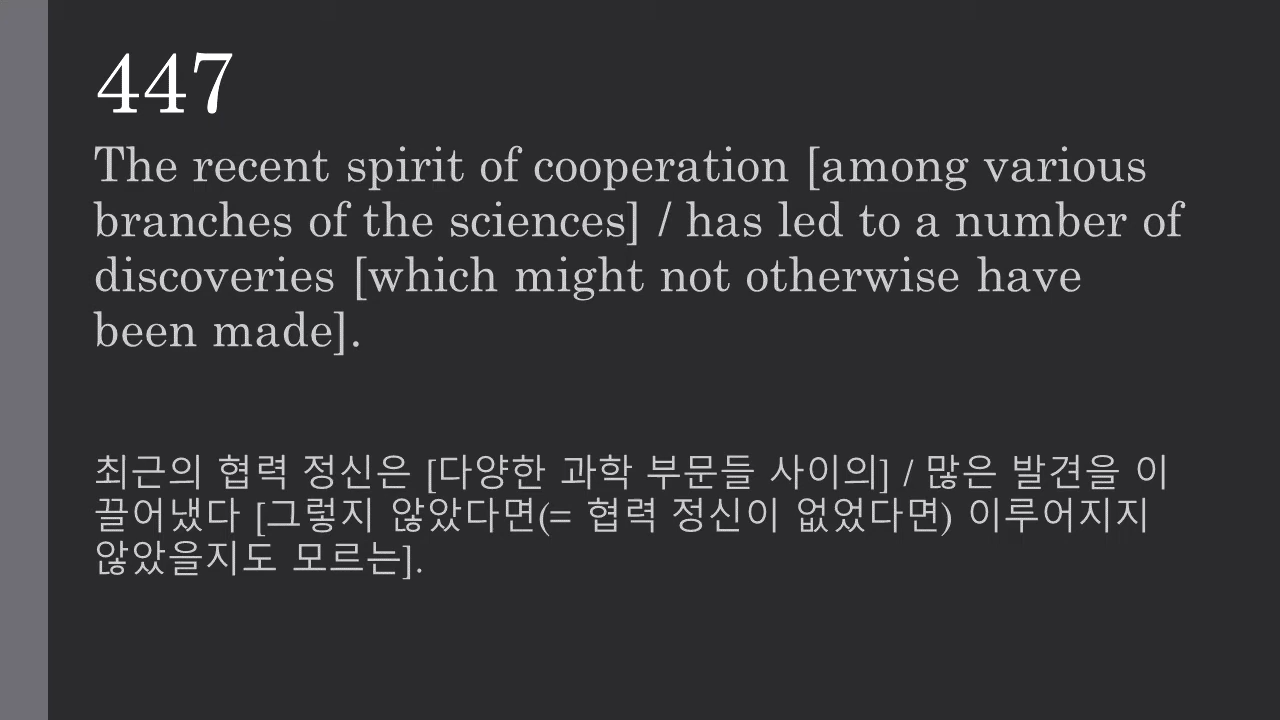 447
The recent spirit of cooperation [among various
branches of the sciences] / has led to a number of
discoveries [which might not otherwise have
been made].
최근의 협력 정신은 [다양한 과학 부문들 사이의] / 많은 발견을 이
끌어냈다 [그렇지 않았다면(= 협력 정신이 없었다면) 이루어지지
않았을지도 모르는].